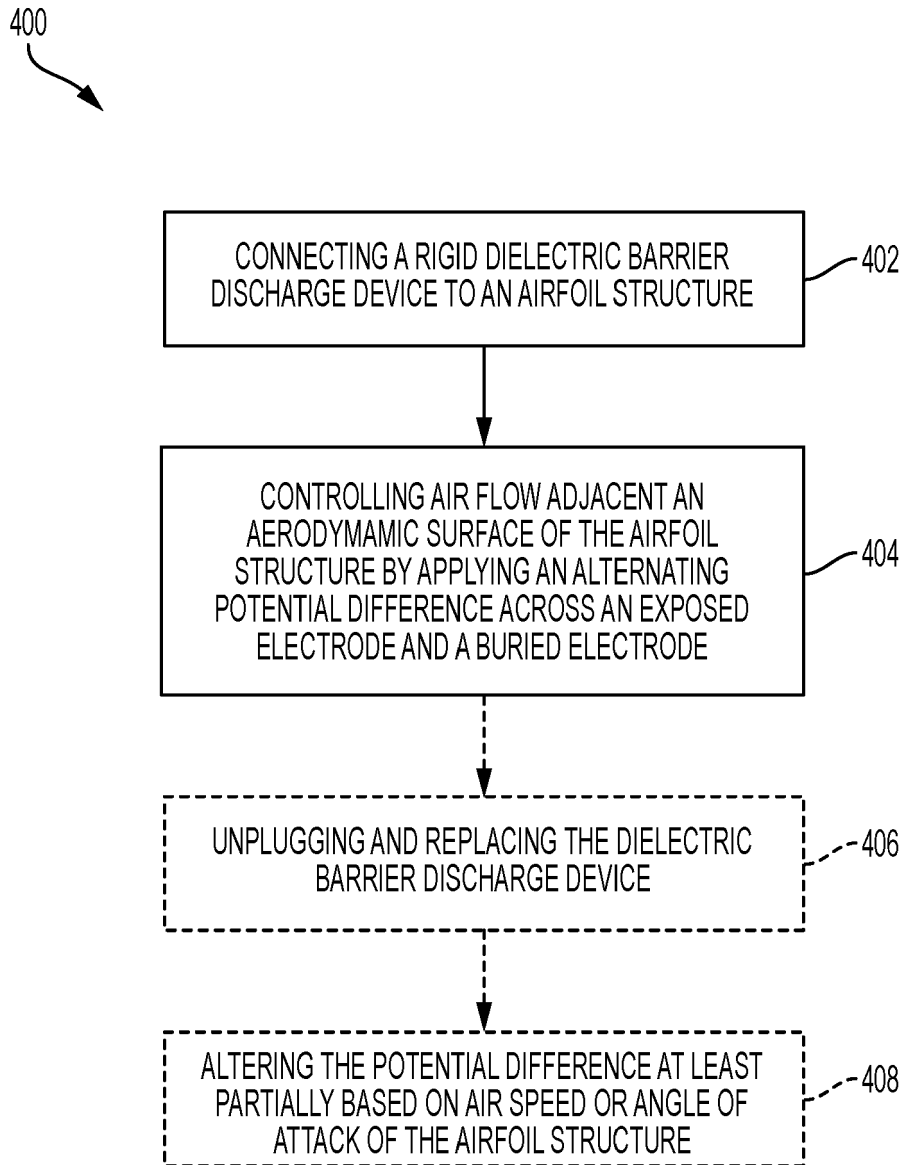 400
CONNECTING A RIGID DIELECTRIC BARRIER
DISCHARGE DEVICE TO AN AIRFOIL STRUCTURE
402
CONTROLLING AIR FLOW ADJACENT AN
AERODYMAMIC SURFACE OF THE AIRFOIL
STRUCTURE BY APPLYING AN ALTERNATING
POTENTIAL DIFFERENCE ACROSS AN EXPOSED
ELECTRODE AND A BURIED ELECTRODE
404
UNPLUGGING AND REPLACING THE DIELECTRIC
BARRIER DISCHARGE DEVICE
406
ALTERING THE POTENTIAL DIFFERENCE AT LEAST
PARTIALLY BASED ON AIR SPEED OR ANGLE OF
ATTACK OF THE AIRFOIL STRUCTURE
408